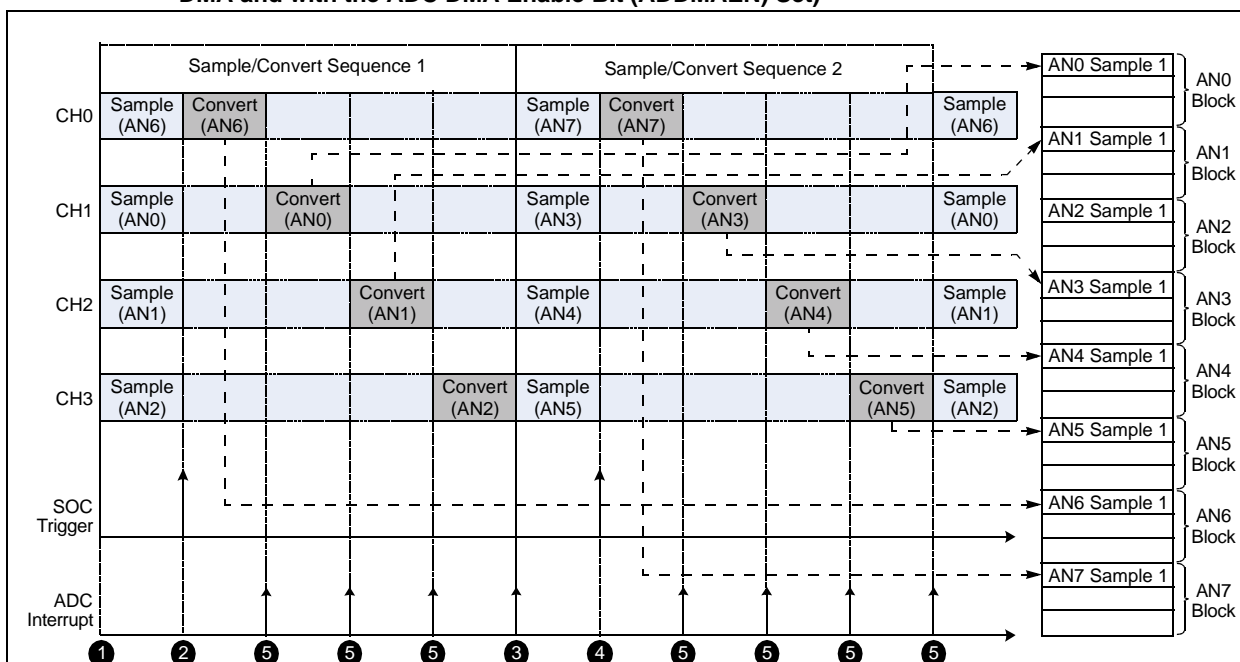 DMA and with the ADC DMA Enable Bit (ADDMAEN) Set)
Sample/Convert Sequence 1
Sample/Convert Sequence 2
CH0
Sample
(AN6)
Convert
(AN6)
Sample
(AN7)
Convert
(AN7)
Sample
(AN6)
CH1
Sample
(AN0)
Convert
(AN0)
Sample
(AN3)
Convert
(AN3)
Sample
(AN0)
CH2
Sample
(AN1)
Convert
(AN1)
Sample
(AN4)
Convert
(AN4)
Sample
(AN1)
CH3
Sample
(AN2)
Convert
(AN2)
Sample
(AN5)
Convert
(AN5)
Sample
(AN2)
SOC
Trigger
ADC
Interrupt
1 2 5 5 5 3 4 5 5 5 5
AN0 Sample 1
AN0
Block
AN1 Sample 1
AN1
Block
AN2 Sample 1
AN2
Block
AN3 Sample 1
AN3
Block
AN4 Sample 1
AN4
Block
AN5 Sample 1
AN5
Block
AN6 Sample 1
AN6
Block
AN7 Sample 1
AN7
Block